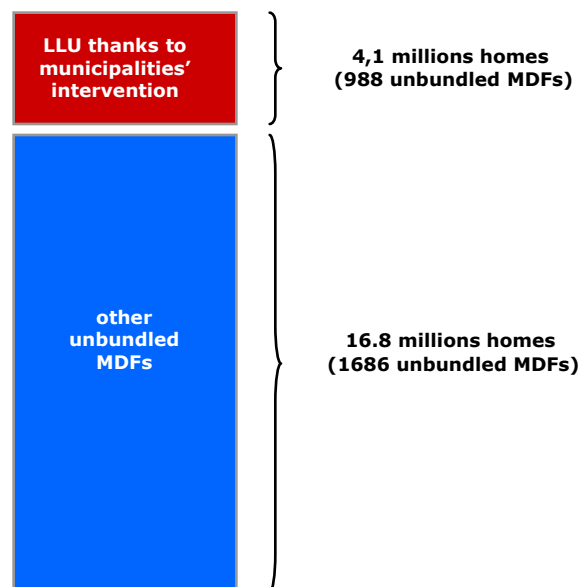 LLU thanks to
municipalities’
intervention
4,1 millions homes
(988 unbundled MDFs)
other
unbundled
MDFs
16.8 millions homes
(1686 unbundled MDFs)